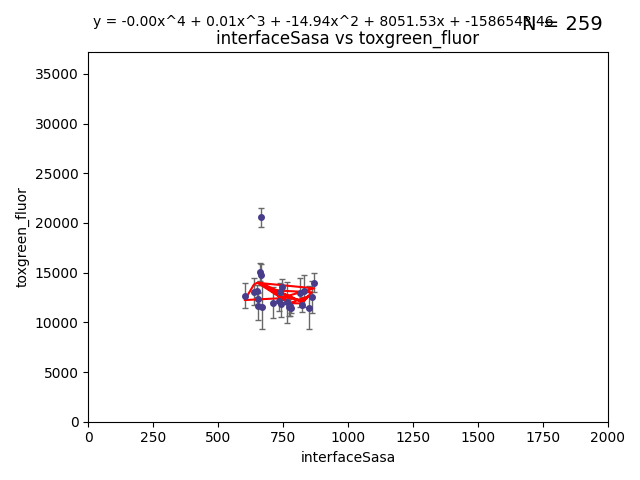 y = -0.00x^4 + 0.01x^3 + -14.94x^2 + 8051.53x + -1586548.46
N = 259
interfaceSasa vs toxgreen_fluor
35000
30000
25000
20000
15000
10000
5000
0
toxgreen_fluor
0 250 500 750 1000 1250 1500 1750 2000
interfaceSasa